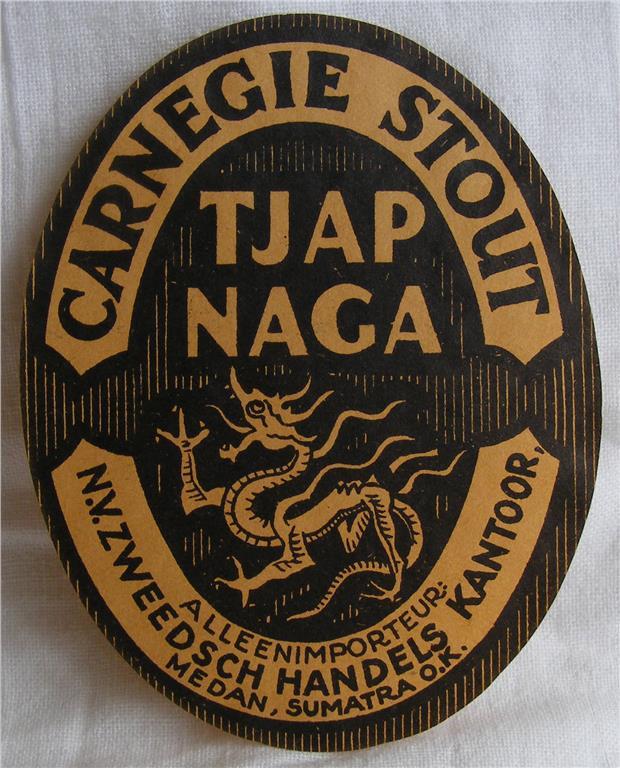 CARNEGIE STOUT
TJAP
NAGA
ALLEENIMPORTEUR:
N.V. ZWEEDSCH HANDELS KANTOOR,
MEDAN, SUMATRA O.K.